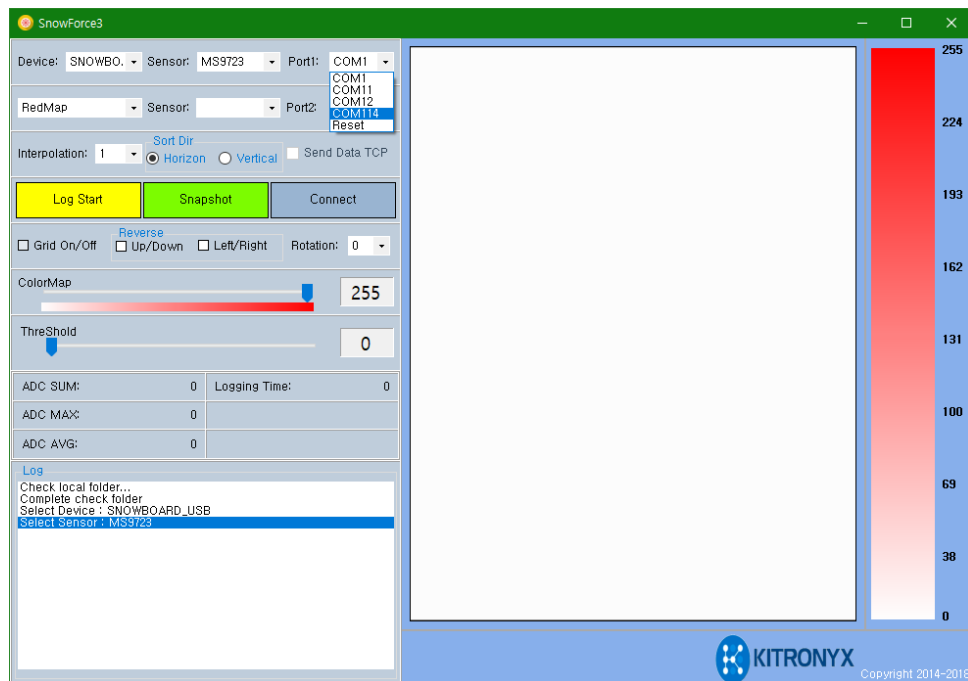 SnowForce3
Device: SNOWBO. Sensor: MS9723 Port1: COM1
COM1
COM11
COM12
COM114
Reset
RedMap Sensor: Port2:
Interpolation: 1 Sort Dir Horizon Vertical Send Data TCP
Log Start Snapshot Connect
Grid On/Off Reverse Up/Down Left/Right Rotation: 0
ColorMap
255
ThreShold
0
ADC SUM: 0 Logging Time: 0
ADC MAX: 0
ADC AVG: 0
Log
Check local folder...
Complete check folder
Select Device : SNOWBOARD_USB
Select Sensor : MS9723
255
224
193
162
131
100
69
38
0
KITRONYX
Copyright 2014-2018